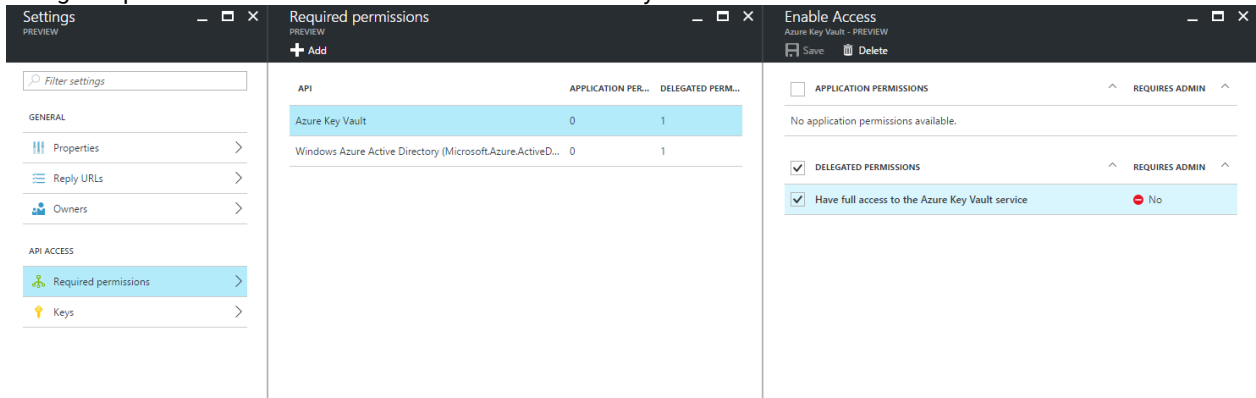 Settings
PREVIEW
Filter settings
GENERAL
Properties
Reply URLs
Owners
API ACCESS
Required permissions
Keys
Required permissions
PREVIEW
Add
API APPLICATION PER... DELEGATED PERM...
Azure Key Vault 0 1
Windows Azure Active Directory (Microsoft.Azure.ActiveD... 0 1
Enable Access
Azure Key Vault - PREVIEW
Save Delete
APPLICATION PERMISSIONS REQUIRES ADMIN
No application permissions available.
DELEGATED PERMISSIONS REQUIRES ADMIN
Have full access to the Azure Key Vault service No